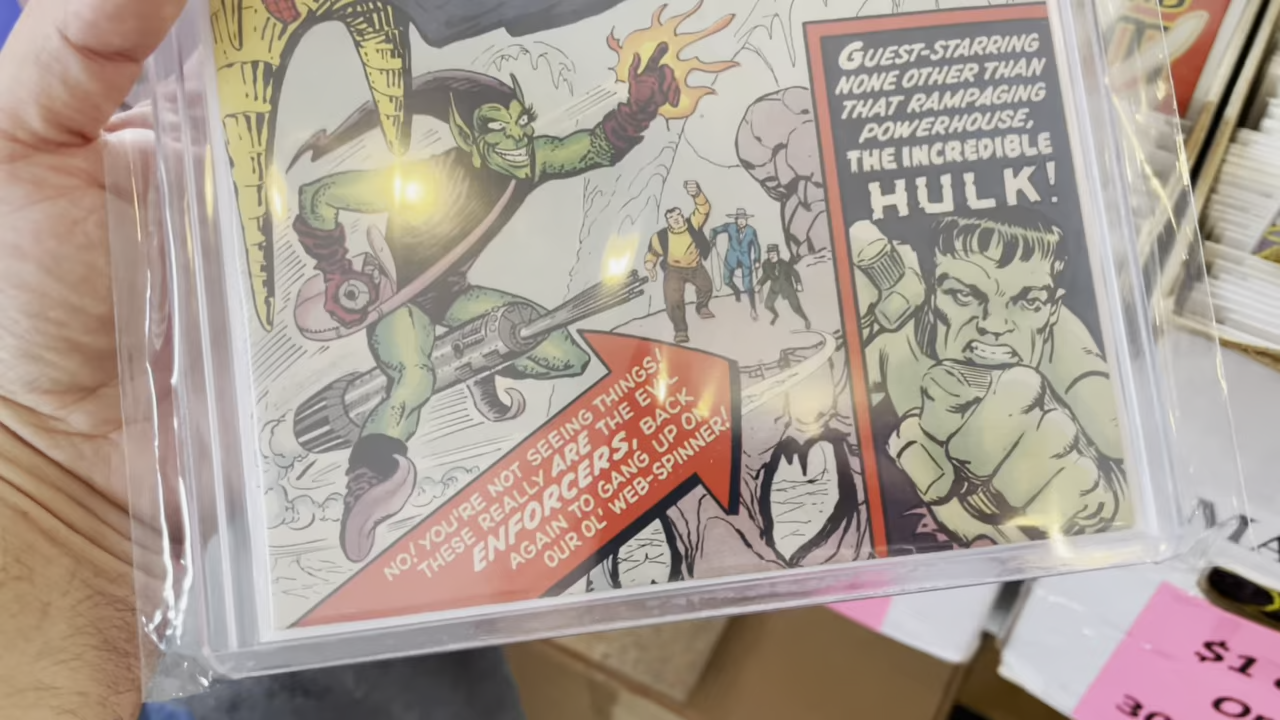 GUEST-STARRING
NONE OTHER THAN
THAT RAMPAGING
POWERHOUSE,
THE INCREDIBLE
HULK!
NO! YOU'RE NOT SEEING THINGS!
THESE REALLY ARE THE EVIL
ENFORCERS, BACK
AGAIN TO GANG UP ON
OUR OL' WEB-SPINNER!
$1